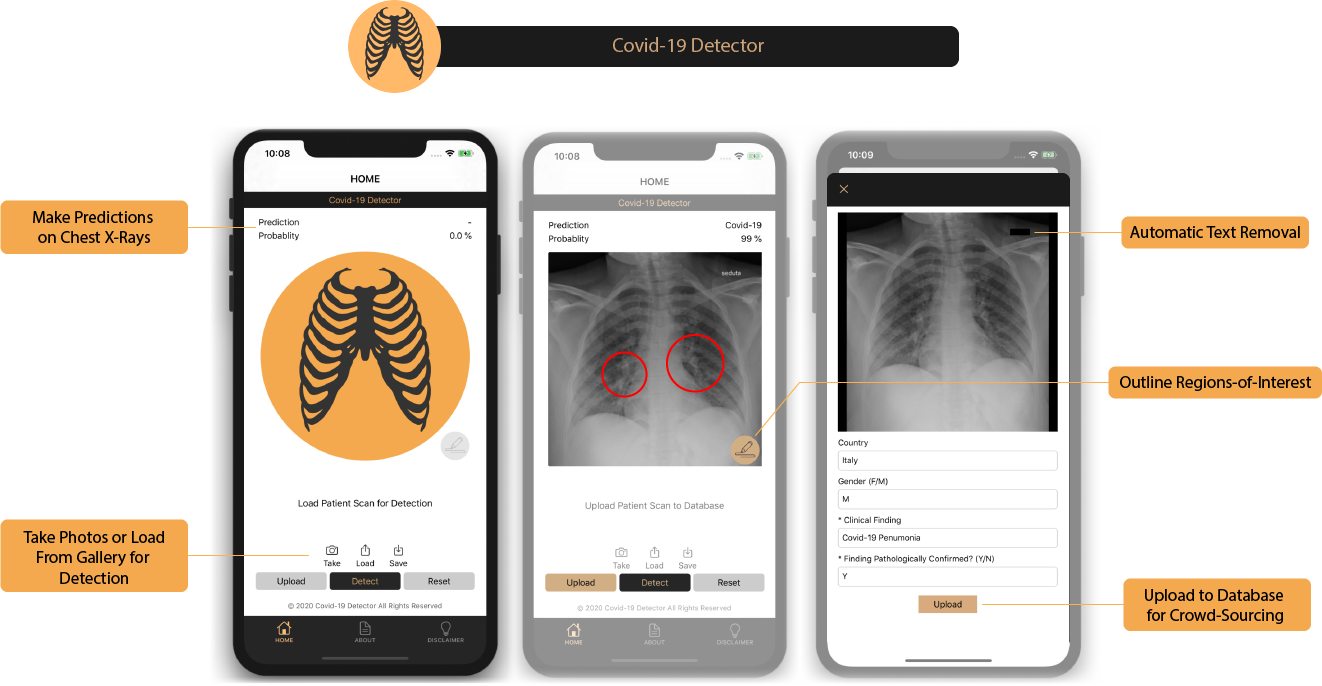 Covid-19 Detector
Make Predictions
on Chest X-Rays
Take Photos or Load
From Gallery for
Detection
10:08
HOME
Covid-19 Detector
Prediction -
Probablity 0.0 %
Load Patient Scan for Detection
Take Load Save
Upload Detect Reset
© 2020 Covid-19 Detector All Rights Reserved
HOME ABOUT DISCLAIMER
10:08
HOME
Covid-19 Detector
Prediction Covid-19
Probablity 99 %
seduta
Upload Patient Scan to Database
Take Load Save
Upload Detect Reset
© 2020 Covid-19 Detector All Rights Reserved
HOME ABOUT DISCLAIMER
10:09
Country
Italy
Gender (F/M)
M
* Clinical Finding
Covid-19 Penumonia
* Finding Pathologically Confirmed? (Y/N)
Y
Upload
Automatic Text Removal
Outline Regions-of-Interest
Upload to Database
for Crowd-Sourcing